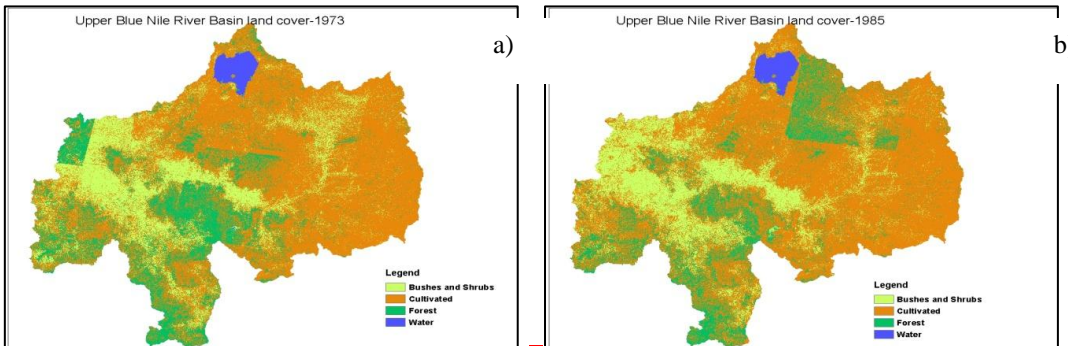 Upper Blue Nile River Basin land cover-1973
a)
Legend
Bushes and Shrubs
Cultivated
Forest
Water
Upper Blue Nile River Basin land cover-1985
b
Legend
Bushes and Shrubs
Cultivated
Forest
Water